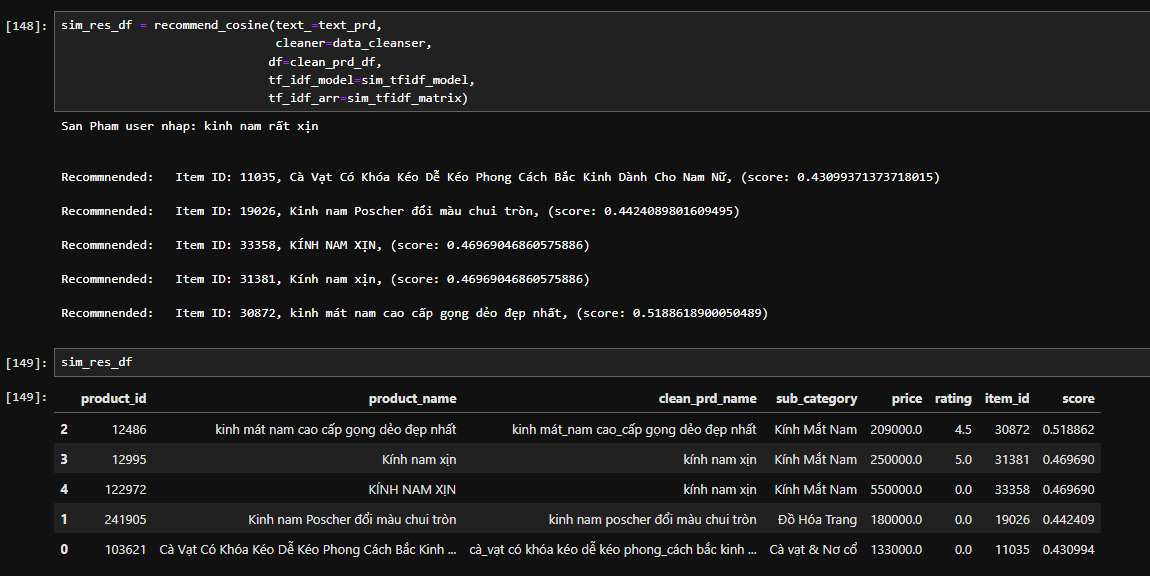 [148]: sim_res_df = recommend_cosine(text_=text_prd,
cleaner=data_cleanser,
df=clean_prd_df,
tf_idf_model=sim_tfidf_model,
tf_idf_arr=sim_tfidf_matrix)
San Pham user nhap: kinh nam rất xịn
Recommnended: Item ID: 11035, Cà Vạt Có Khóa Kéo Dễ Kéo Phong Cách Bắc Kinh Dành Cho Nam Nữ, (score: 0.43099371373718015)
Recommnended: Item ID: 19026, Kinh nam Poscher đổi màu chui tròn, (score: 0.4424089801609495)
Recommnended: Item ID: 33358, KÍNH NAM XỊN, (score: 0.46969046860575886)
Recommnended: Item ID: 31381, Kính nam xịn, (score: 0.46969046860575886)
Recommnended: Item ID: 30872, kinh mát nam cao cấp gọng dẻo đẹp nhất, (score: 0.5188618900050489)
[149]: sim_res_df
[149]: product_id product_name clean_prd_name sub_category price rating item_id score
2 12486 kinh mát nam cao cấp gọng dẻo đẹp nhất kinh mát_nam cao_cấp gọng dẻo đẹp nhất Kính Mắt Nam 209000.0 4.5 30872 0.518862
3 12995 Kính nam xịn kính nam xịn Kính Mắt Nam 250000.0 5.0 31381 0.469690
4 122972 KÍNH NAM XỊN kính nam xịn Kính Mắt Nam 550000.0 0.0 33358 0.469690
1 241905 Kinh nam Poscher đổi màu chui tròn kinh nam poscher đổi màu chui tròn Đồ Hóa Trang 180000.0 0.0 19026 0.442409
0 103621 Cà Vạt Có Khóa Kéo Dễ Kéo Phong Cách Bắc Kinh ... cà_vạt có khóa kéo dễ kéo phong_cách bắc kinh ... Cà vạt & Nơ cổ 133000.0 0.0 11035 0.430994